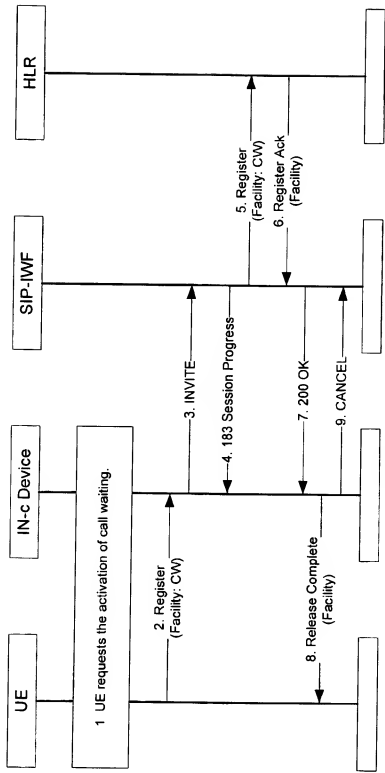 UE
IN-c Device
SIP-IWF
HLR
1 UE requests the activation of call waiting.
2. Register
(Facility: CW)
3. INVITE
4. 183 Session Progress
5. Register
(Facility: CW)
6. Register Ack
(Facility)
7. 200 OK
8. Release Complete
(Facility)
9. CANCEL